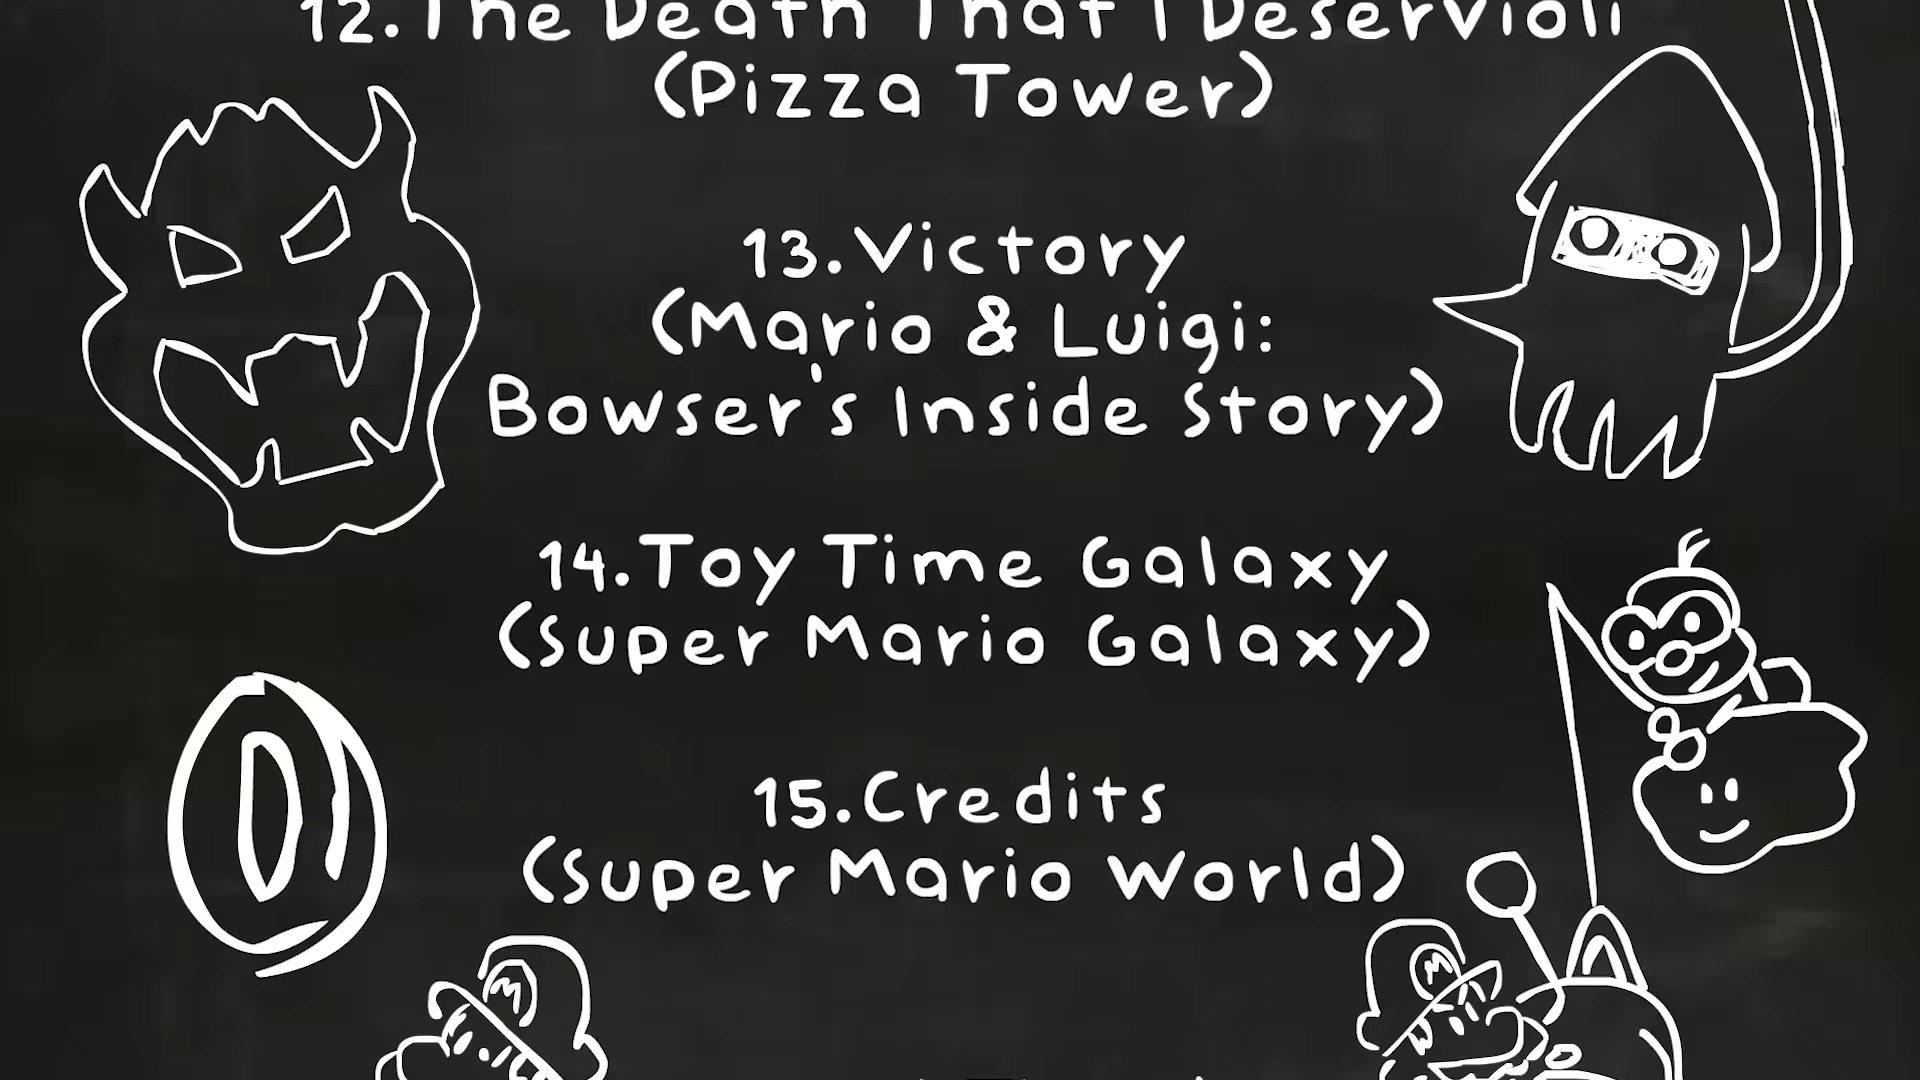 12.The Death That I Deservioli
(Pizza Tower)
13.Victory
(Mario & Luigi:
Bowser's Inside Story)
14.Toy Time Galaxy
(Super Mario Galaxy)
15.Credits
(Super Mario World)
M
M